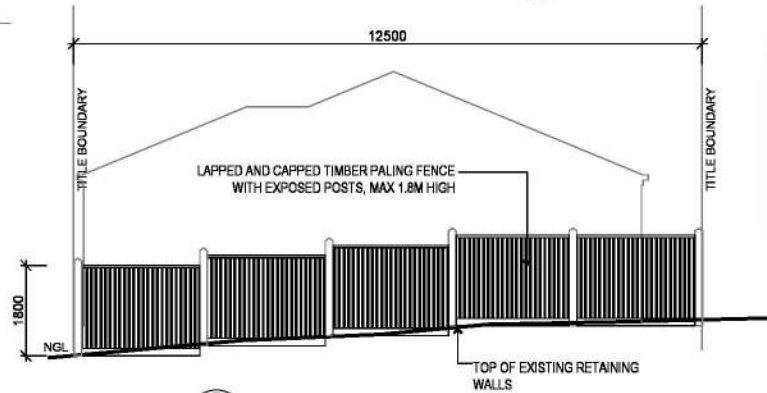 12500
TITLE BOUNDARY
TITLE BOUNDARY
LAPPED AND CAPPED TIMBER PALING FENCE
WITH EXPOSED POSTS, MAX 1.8M HIGH
1800
NGL
TOP OF EXISTING RETAINING
WALLS